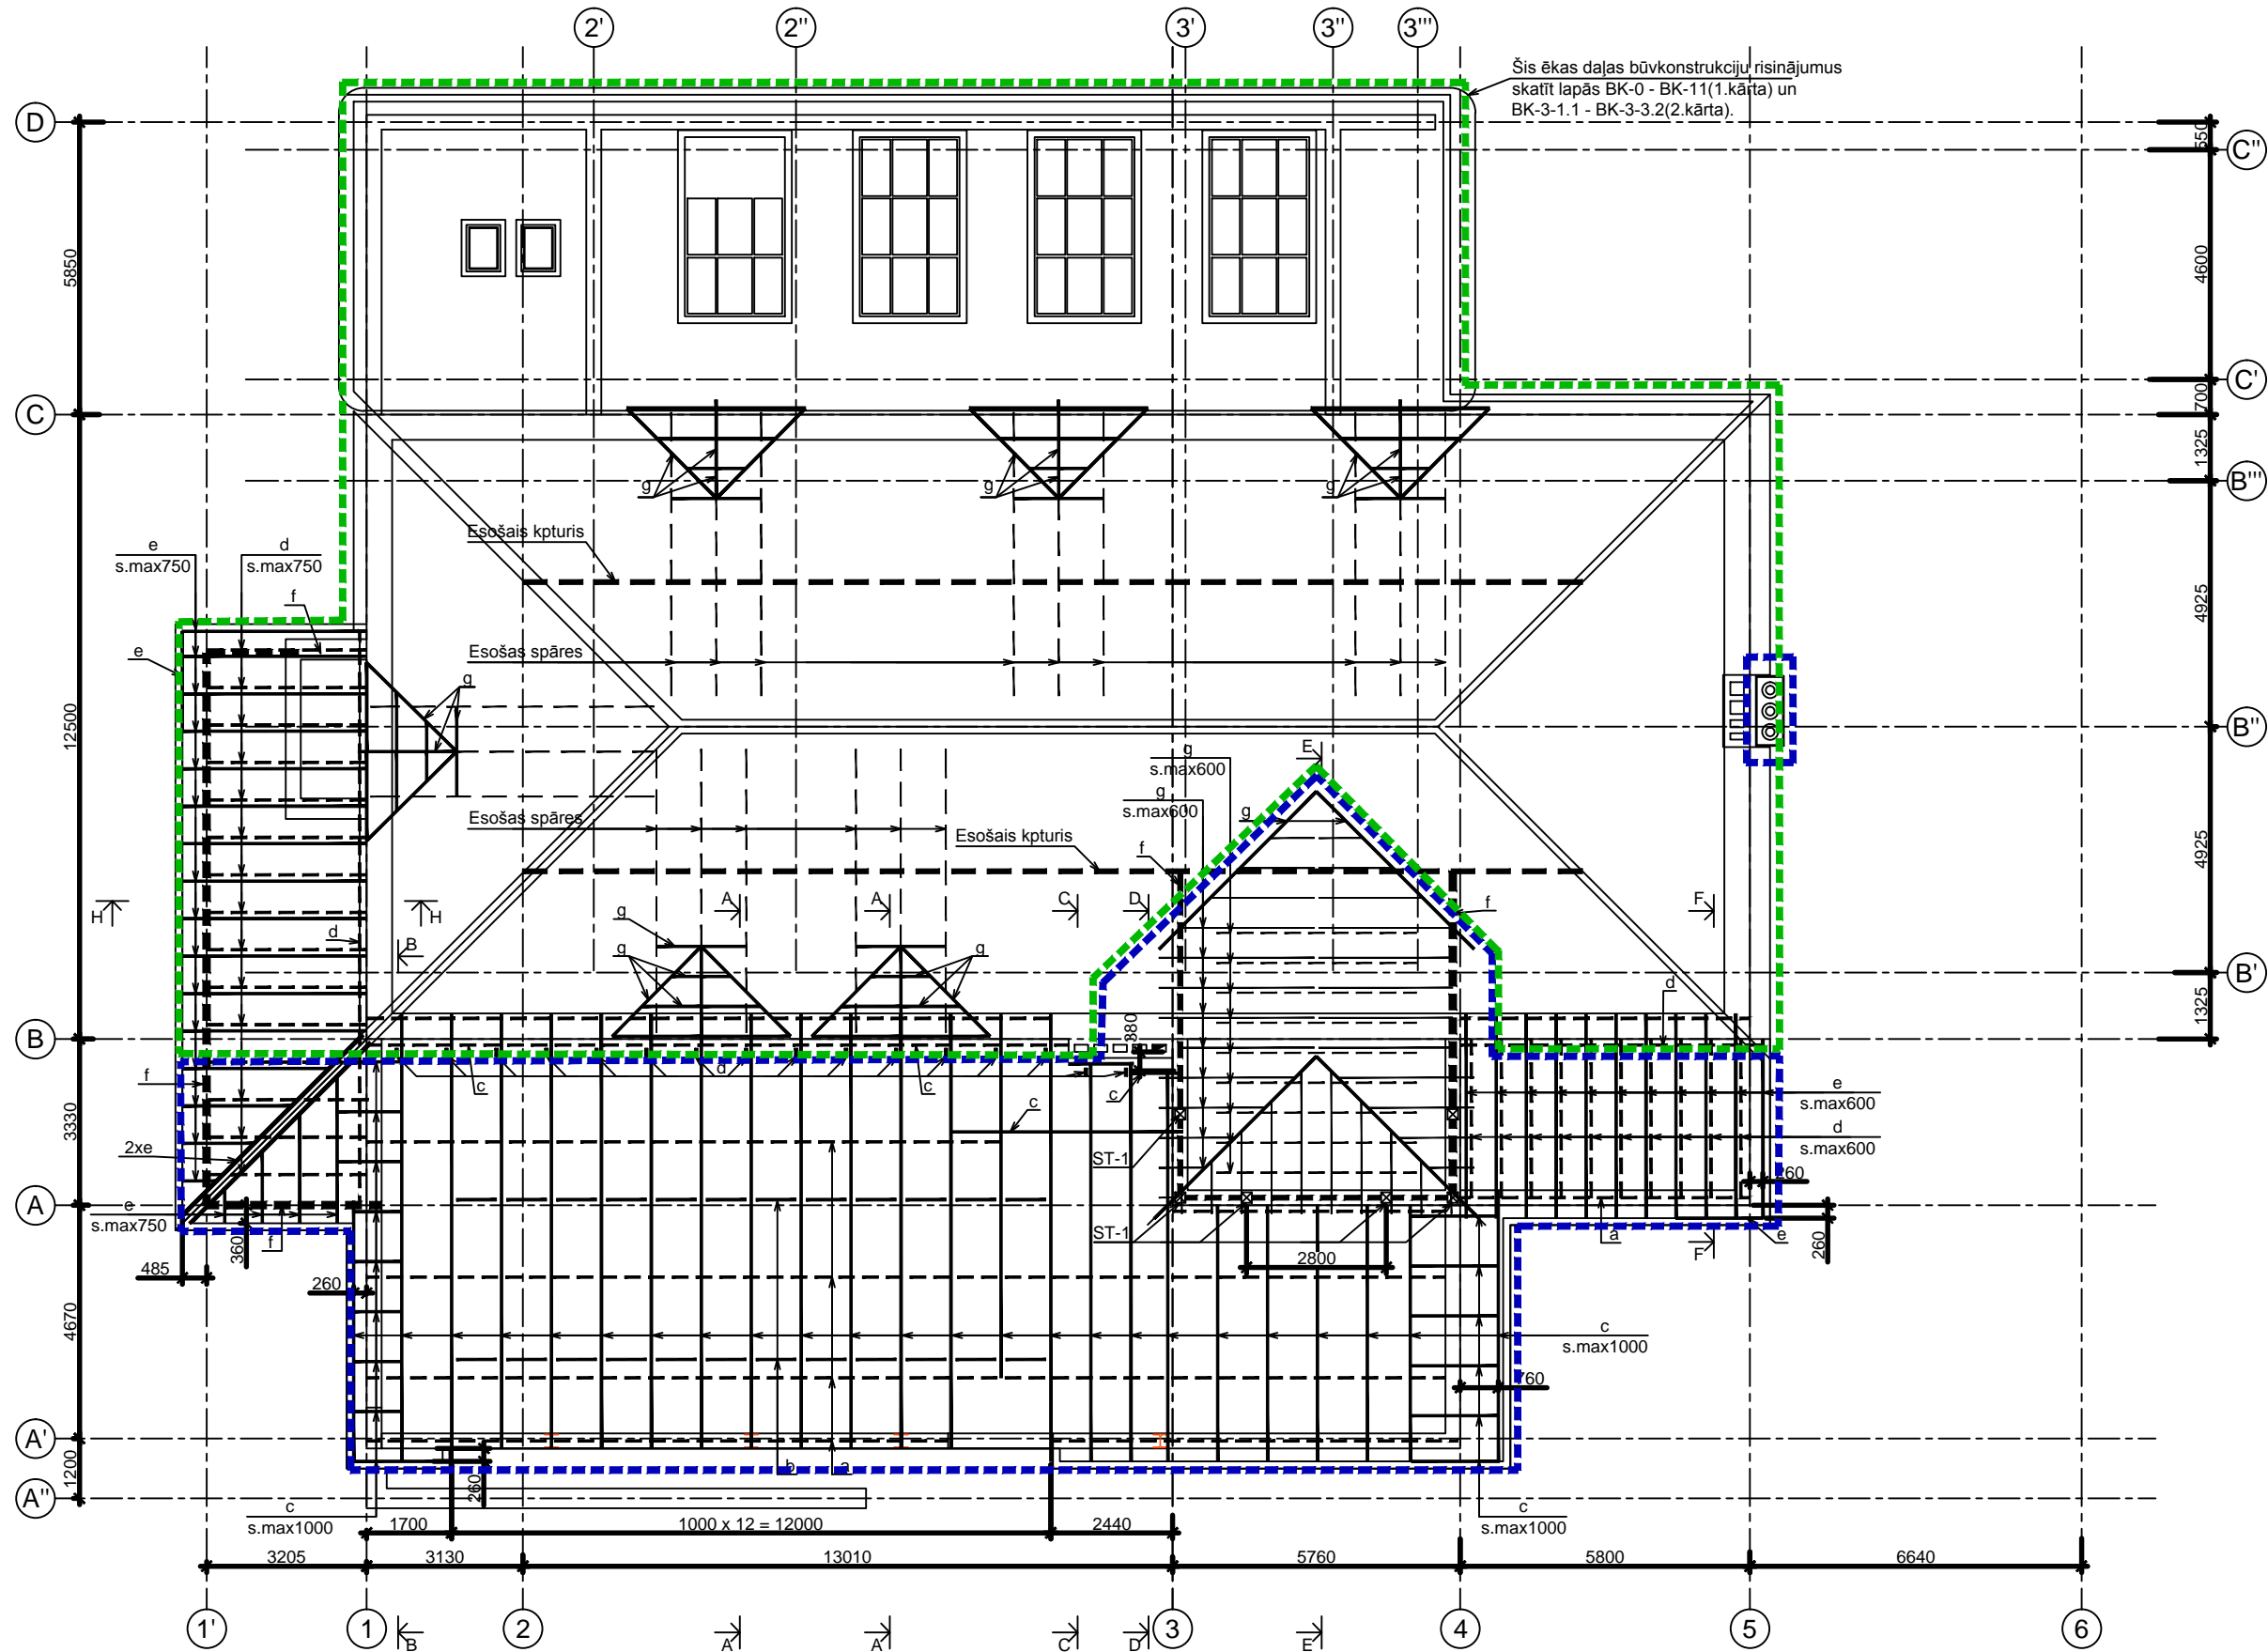 2'
2''
3'
3''
3'''
Šis ēkas daļas būvkonstrukciju risinājumus
skatīt lapās BK-0 - BK-11(1.kārta) un
BK-3-1.1 - BK-3-3.2(2.kārta).
D
550
C''
5850
4600
C'
700
C
1325
B'''
g
g
g
Esošais kpturis
e
s.max750
d
s.max750
f
4925
Esošas spāres
e
g
12500
B''
E
g
s.max600
g
s.max600
g
Esošas spāres
Esošais kpturis
f
4925
H
H
A
A
C
D
f
F
g
d
B
g
g
B'
d
1325
380
B
d
c
c
c
c
f
e
s.max600
3330
d
s.max600
2xe
ST-1
260
A
e
s.max750
f
360
ST-1
a
F
e
260
485
260
2800
4670
c
s.max1000
760
A'
1200
b
a
260
A''
c
s.max1000
1700
1000 x 12 = 12000
2440
c
s.max1000
3205
3130
13010
5760
5800
6640
1'
1
B
2
A
A
C
D
3
E
4
5
6